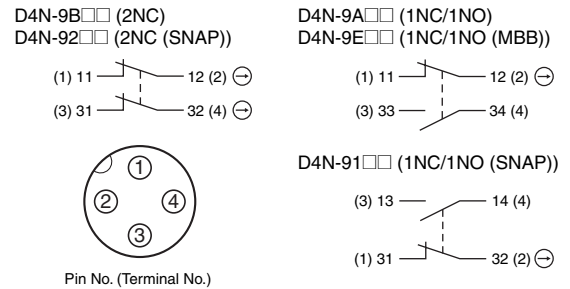 D4N-9B□□ (2NC)
D4N-92□□ (2NC (SNAP))
(1) 11 12 (2)
(3) 31 32 (4)
1
2 4
3
Pin No. (Terminal No.)
D4N-9A□□ (1NC/1NO)
D4N-9E□□ (1NC/1NO (MBB))
(1) 11 12 (2)
(3) 33 34 (4)
D4N-91□□ (1NC/1NO (SNAP))
(3) 13 14 (4)
(1) 31 32 (2)